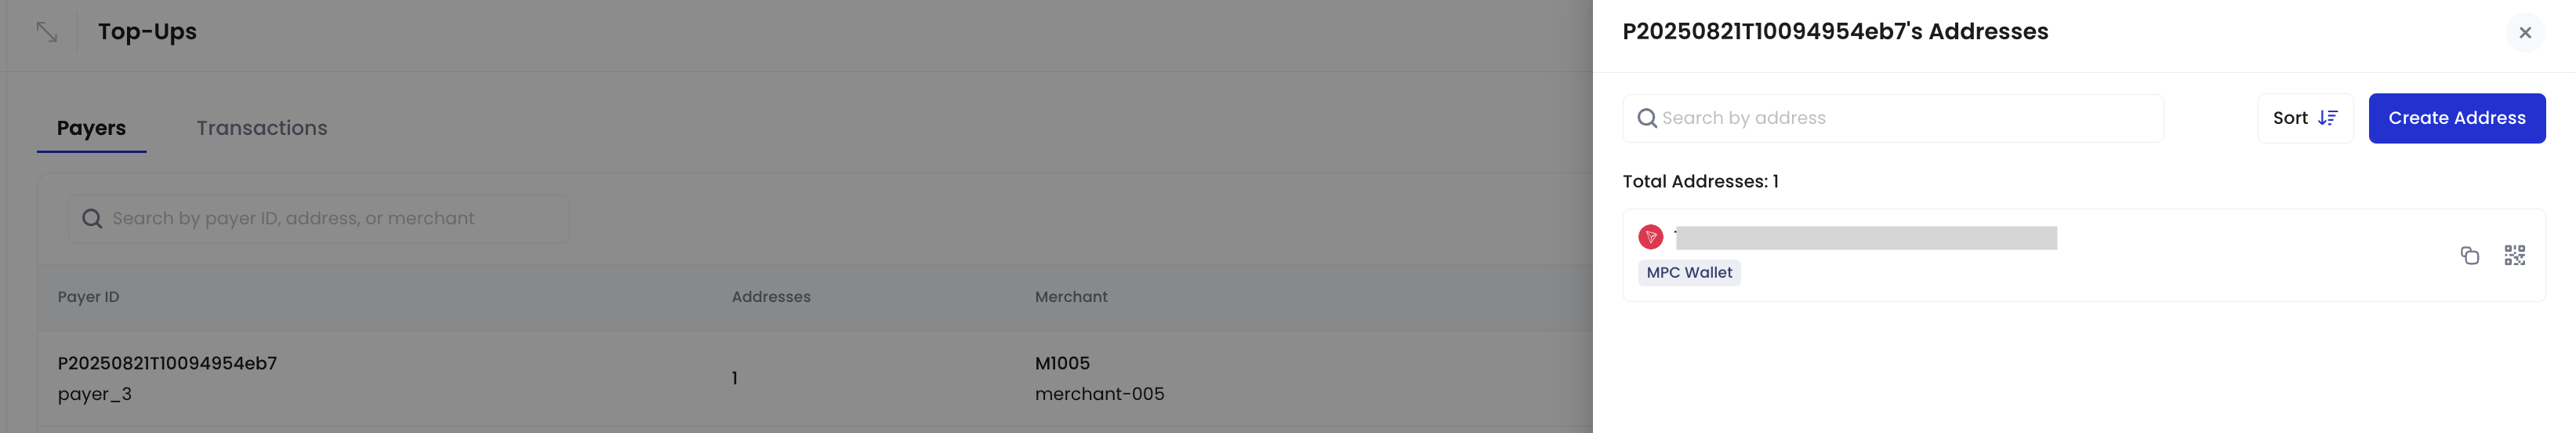 Top-Ups
Payers
Transactions
Search by payer ID, address, or merchant
Payer ID
Addresses
Merchant
P20250821T10094954eb7
payer_3
1
M1005
merchant-005
P20250821T10094954eb7's Addresses
Search by address
Sort
Create Address
Total Addresses: 1
MPC Wallet